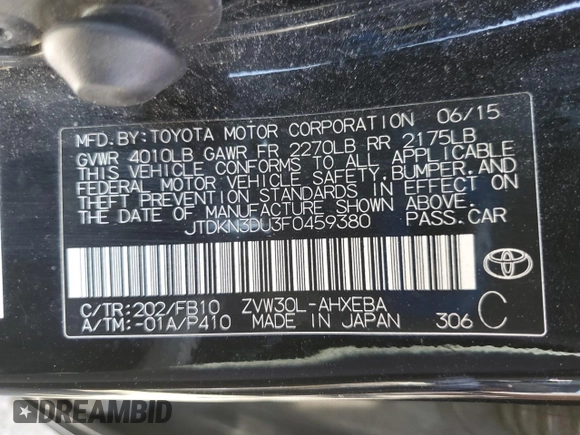 MFD. BY: TOYOTA MOTOR CORPORATION 06/15
GVWR 4010LB GAWR FR 2270LB RR 2175LB
THIS VEHICLE CONFORMS TO ALL APPLICABLE
FEDERAL MOTOR VEHICLE SAFETY, BUMPER, AND
THEFT PREVENTION STANDARDS IN EFFECT ON
THE DATE OF MANUFACTURE SHOWN ABOVE.
JTDKN3DU3F0459380 PASS.CAR
C/TR:202/FB10 ZVW30L-AHXEBA
A/TM:-01A/P410 MADE IN JAPAN 306 C
DREAMBID